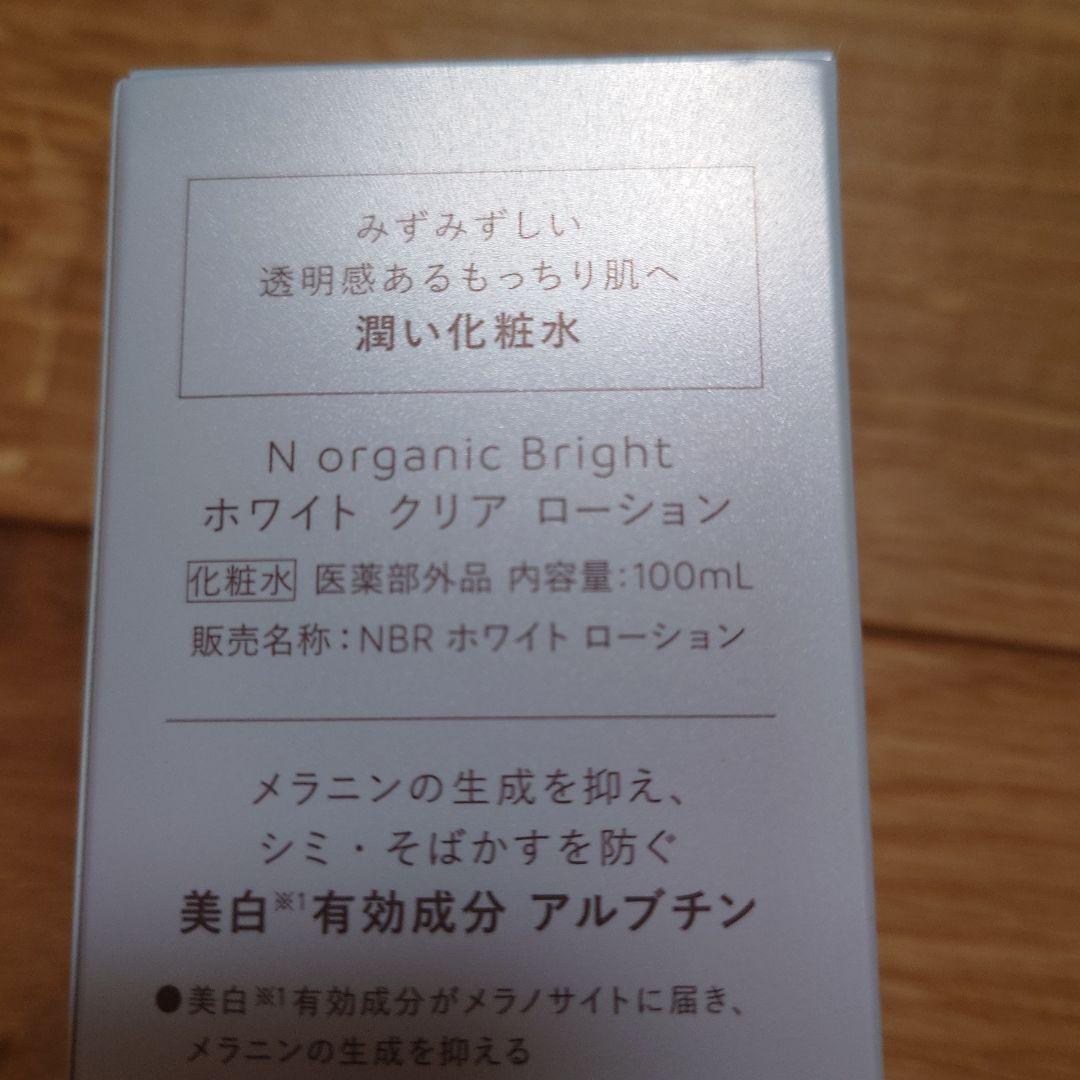 みずみずしい
透明感あるもっちり肌へ
潤い化粧水
N organic Bright
ホワイト クリア ローション
化粧水 医薬部外品 内容量:100mL
販売名称:NBR ホワイト ローション
メラニンの生成を抑え、
シミ・そばかすを防ぐ
美白※1有効成分 アルブチン
●美白※1有効成分がメラノサイトに届き、
メラニンの生成を抑える